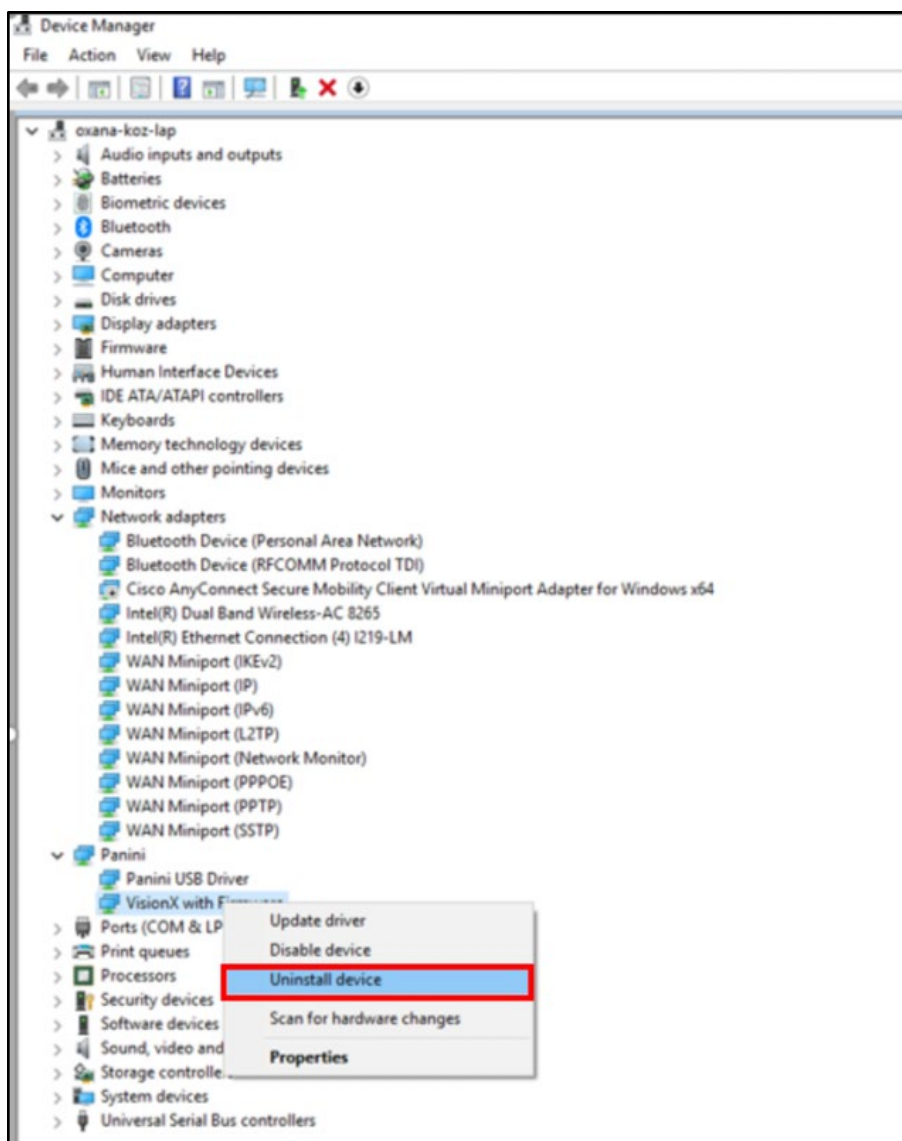 Device Manager
File Action View Help
oxana-koz-lap
Audio inputs and outputs
Batteries
Biometric devices
Bluetooth
Cameras
Computer
Disk drives
Display adapters
Firmware
Human Interface Devices
IDE ATA/ATAPI controllers
Keyboards
Memory technology devices
Mice and other pointing devices
Monitors
Network adapters
Bluetooth Device (Personal Area Network)
Bluetooth Device (RFCOMM Protocol TDI)
Cisco AnyConnect Secure Mobility Client Virtual Miniport Adapter for Windows x64
Intel(R) Dual Band Wireless-AC 8265
Intel(R) Ethernet Connection (4) I219-LM
WAN Miniport (IKEv2)
WAN Miniport (IP)
WAN Miniport (IPv6)
WAN Miniport (L2TP)
WAN Miniport (Network Monitor)
WAN Miniport (PPPOE)
WAN Miniport (PPTP)
WAN Miniport (SSTP)
Panini
Panini USB Driver
VisionX with
Ports (COM & LP
Print queues
Processors
Security devices
Software devices
Sound, video and
Storage controlle
System devices
Universal Serial Bus controllers
Update driver
Disable device
Uninstall device
Scan for hardware changes
Properties